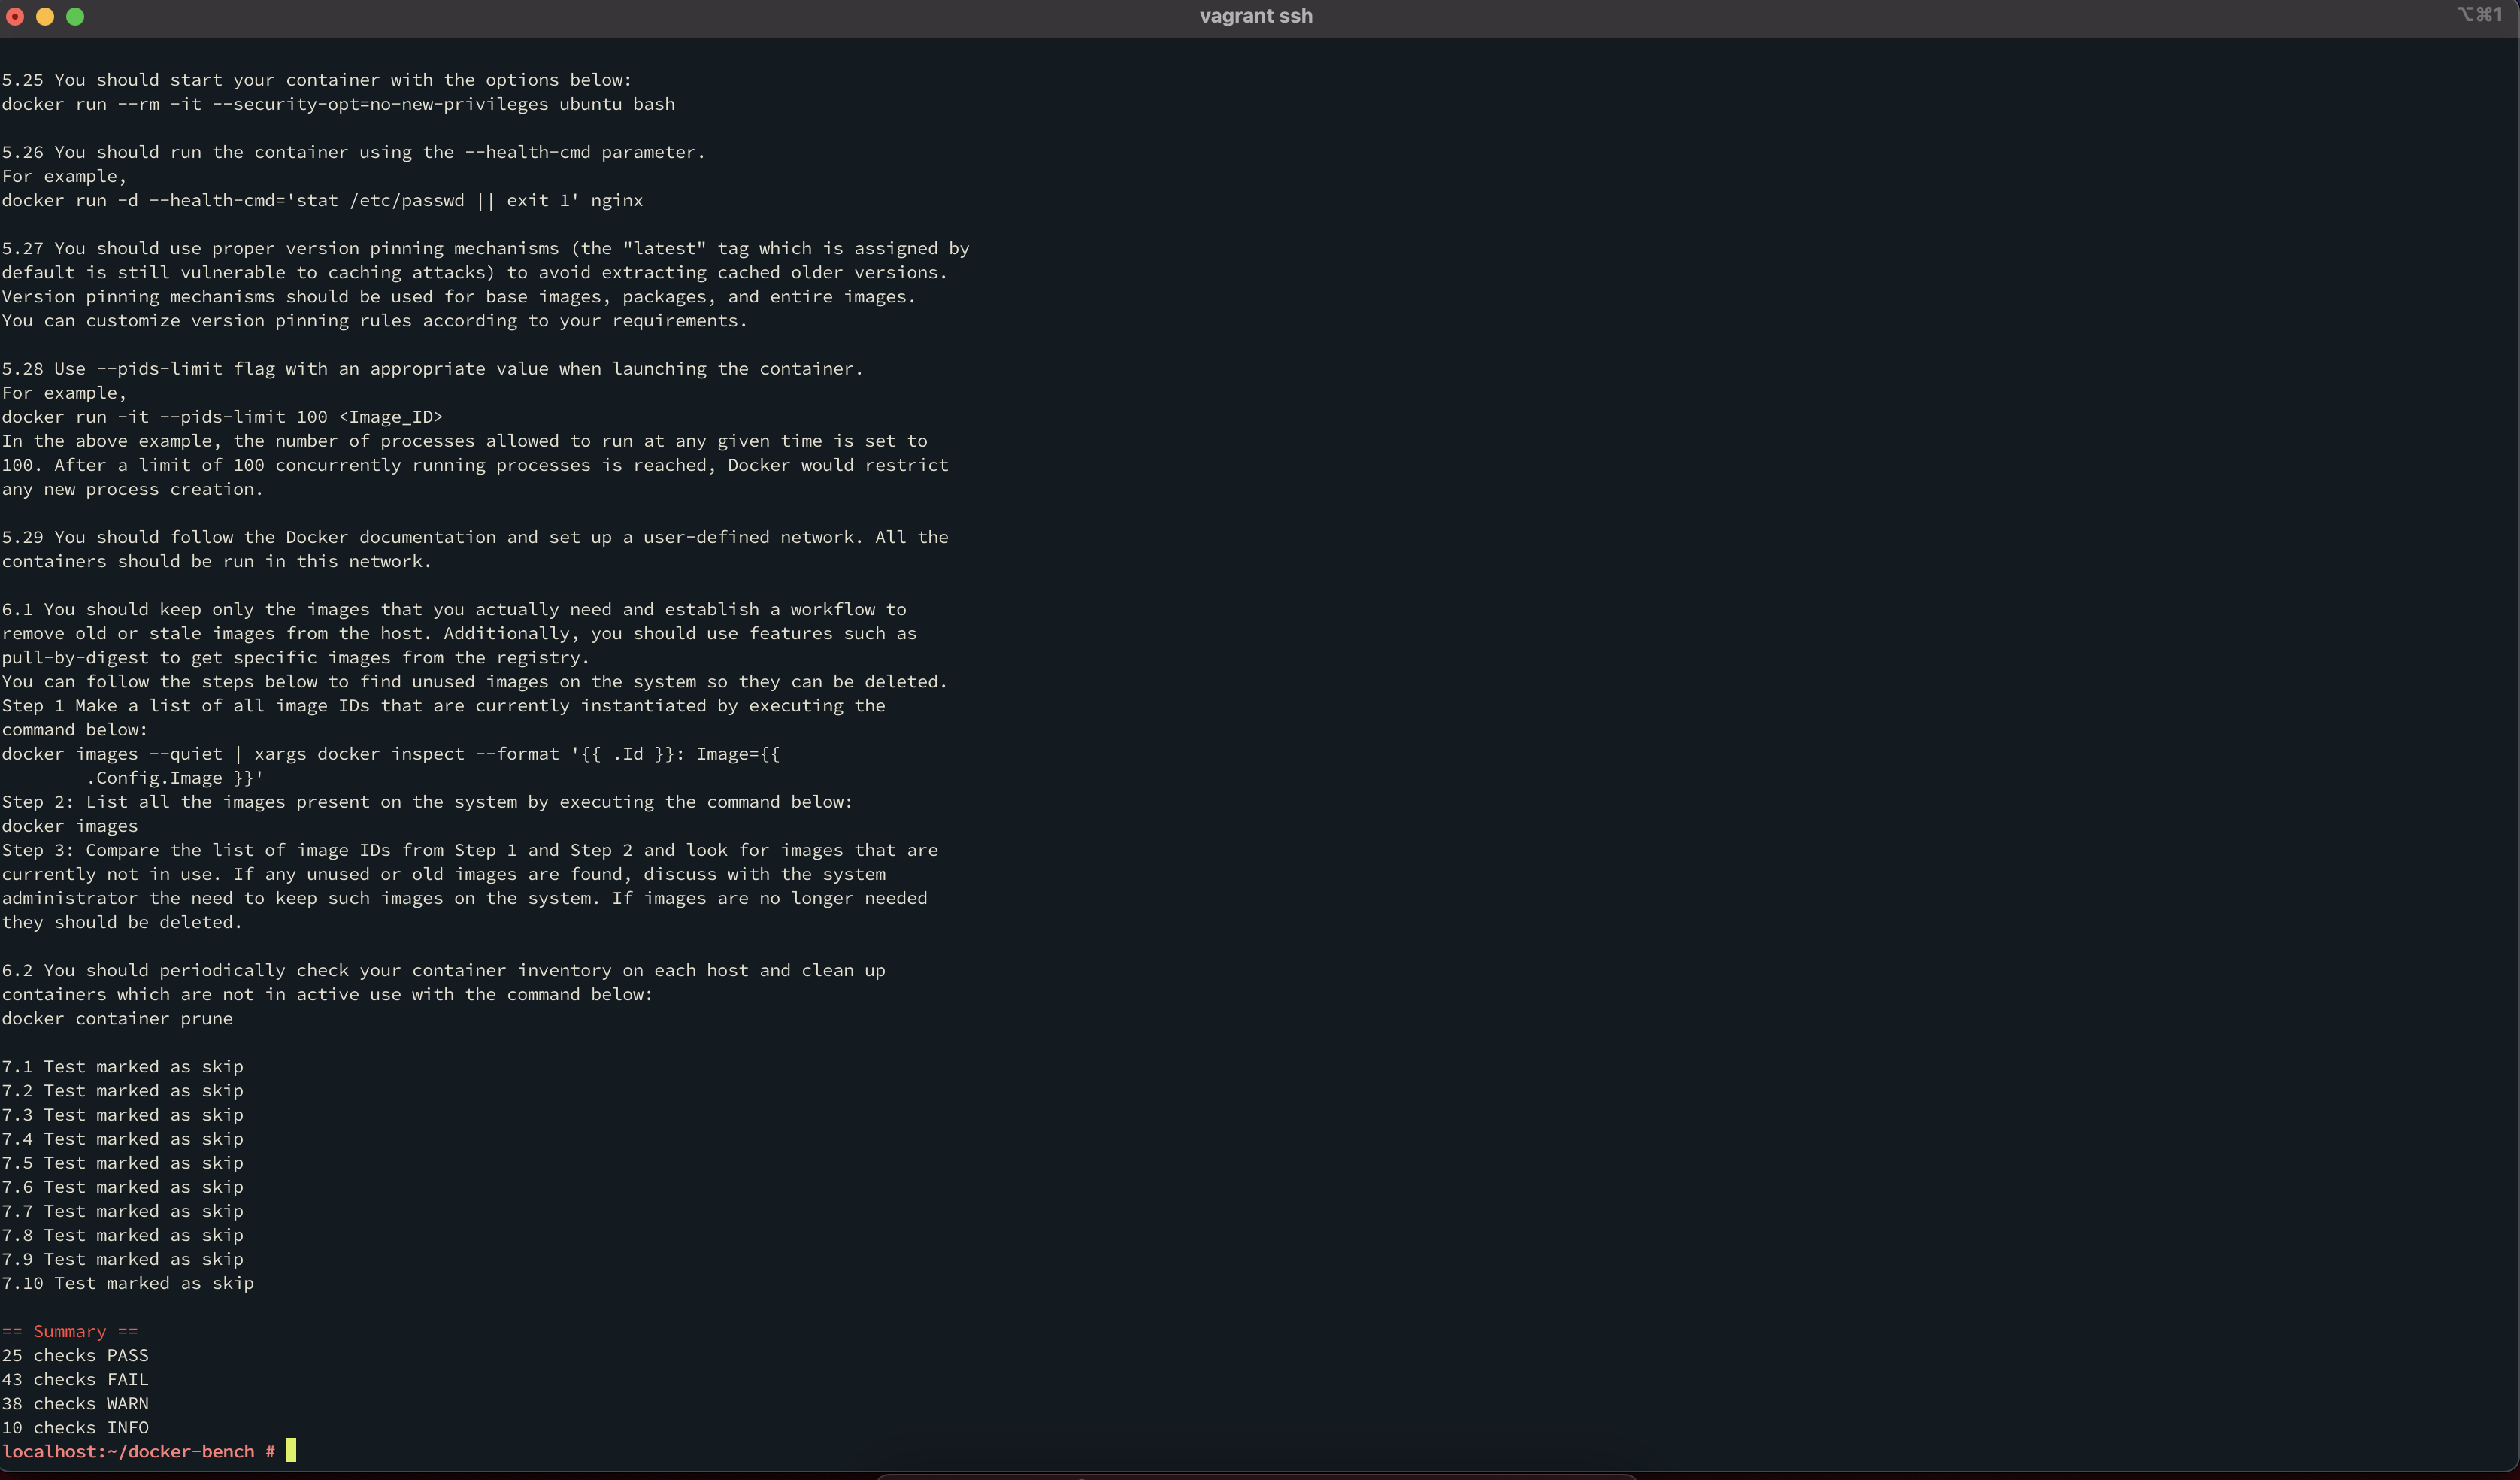 vagrant ssh
⌥⌘1
5.25 You should start your container with the options below:
docker run --rm -it --security-opt=no-new-privileges ubuntu bash
5.26 You should run the container using the --health-cmd parameter.
For example,
docker run -d --health-cmd='stat /etc/passwd || exit 1' nginx
5.27 You should use proper version pinning mechanisms (the "latest" tag which is assigned by
default is still vulnerable to caching attacks) to avoid extracting cached older versions.
Version pinning mechanisms should be used for base images, packages, and entire images.
You can customize version pinning rules according to your requirements.
5.28 Use --pids-limit flag with an appropriate value when launching the container.
For example,
docker run -it --pids-limit 100 <Image_ID>
In the above example, the number of processes allowed to run at any given time is set to
100. After a limit of 100 concurrently running processes is reached, Docker would restrict
any new process creation.
5.29 You should follow the Docker documentation and set up a user-defined network. All the
containers should be run in this network.
6.1 You should keep only the images that you actually need and establish a workflow to
remove old or stale images from the host. Additionally, you should use features such as
pull-by-digest to get specific images from the registry.
You can follow the steps below to find unused images on the system so they can be deleted.
Step 1 Make a list of all image IDs that are currently instantiated by executing the
command below:
docker images --quiet | xargs docker inspect --format '{{ .Id }}: Image={{
.Config.Image }}'
Step 2: List all the images present on the system by executing the command below:
docker images
Step 3: Compare the list of image IDs from Step 1 and Step 2 and look for images that are
currently not in use. If any unused or old images are found, discuss with the system
administrator the need to keep such images on the system. If images are no longer needed
they should be deleted.
6.2 You should periodically check your container inventory on each host and clean up
containers which are not in active use with the command below:
docker container prune
7.1 Test marked as skip
7.2 Test marked as skip
7.3 Test marked as skip
7.4 Test marked as skip
7.5 Test marked as skip
7.6 Test marked as skip
7.7 Test marked as skip
7.8 Test marked as skip
7.9 Test marked as skip
7.10 Test marked as skip
== Summary ==
25 checks PASS
43 checks FAIL
38 checks WARN
10 checks INFO
localhost:~/docker-bench #